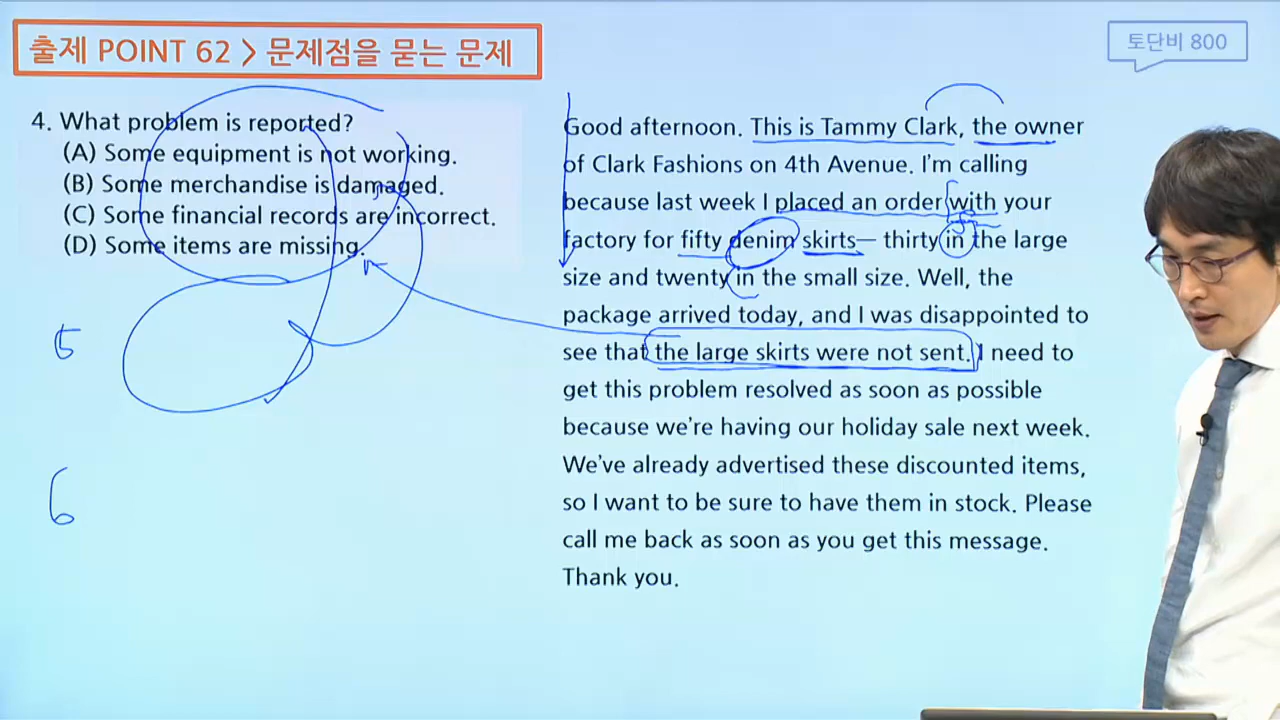 출제 POINT 62 > 문제점을 묻는 문제
토단비 800
4. What problem is reported?
(A) Some equipment is not working.
(B) Some merchandise is damaged.
(C) Some financial records are incorrect.
(D) Some items are missing.
5
6
Good afternoon. This is Tammy Clark, the owner
of Clark Fashions on 4th Avenue. I'm calling
because last week I placed an order with your
factory for fifty denim skirts— thirty in the large
size and twenty in the small size. Well, the
package arrived today, and I was disappointed to
see that the large skirts were not sent. I need to
get this problem resolved as soon as possible
because we're having our holiday sale next week.
We've already advertised these discounted items,
so I want to be sure to have them in stock. Please
call me back as soon as you get this message.
Thank you.